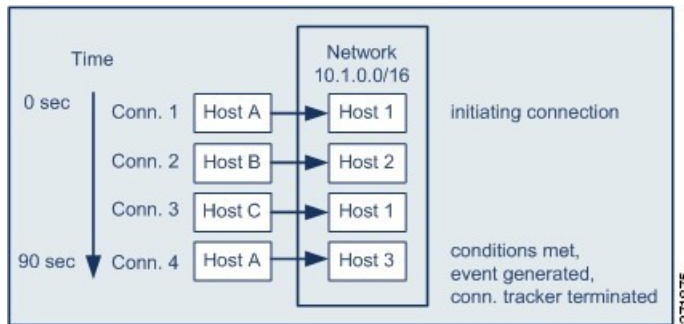 Time
Network
10.1.0.0/16
0 sec
Conn. 1 Host A Host 1 initiating connection
Conn. 2 Host B Host 2
Conn. 3 Host C Host 1
90 sec Conn. 4 Host A Host 3 conditions met,
event generated,
conn. tracker terminated
271975